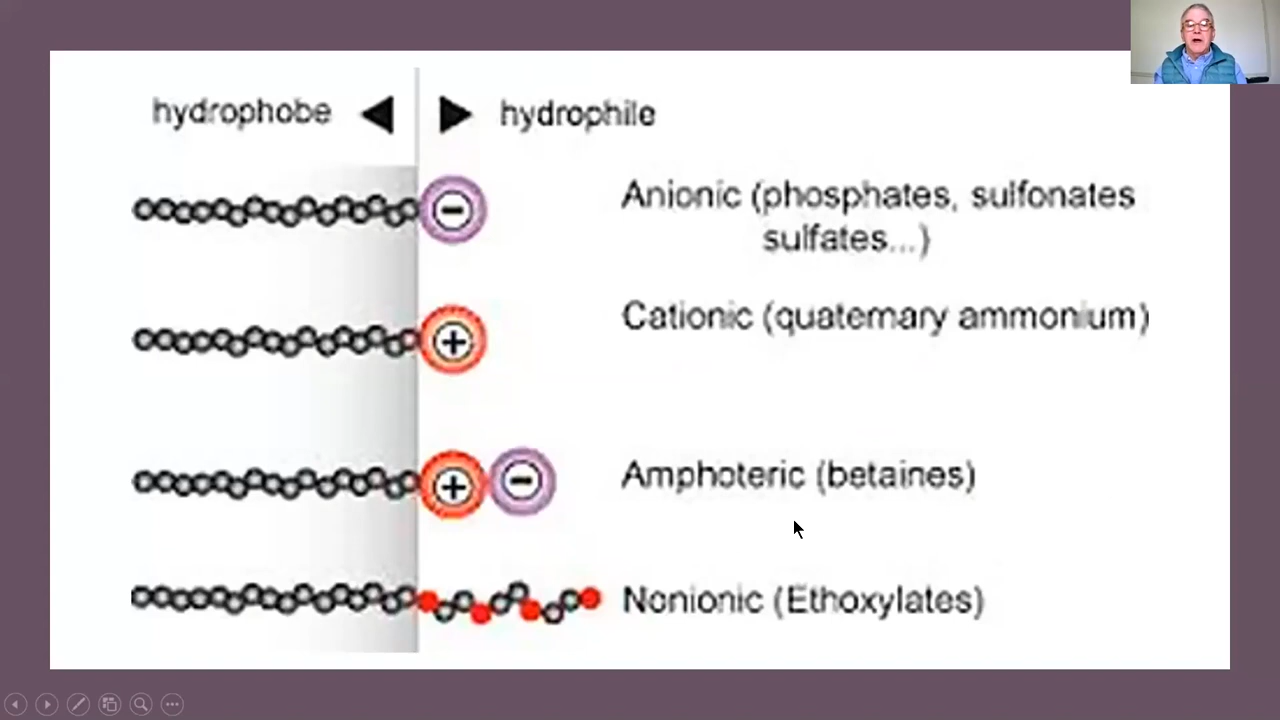 hydrophobe
hydrophile
Anionic (phosphates, sulfonates
sulfates...)
Cationic (quaternary ammonium)
Amphoteric (betaines)
Nonionic (Ethoxylates)